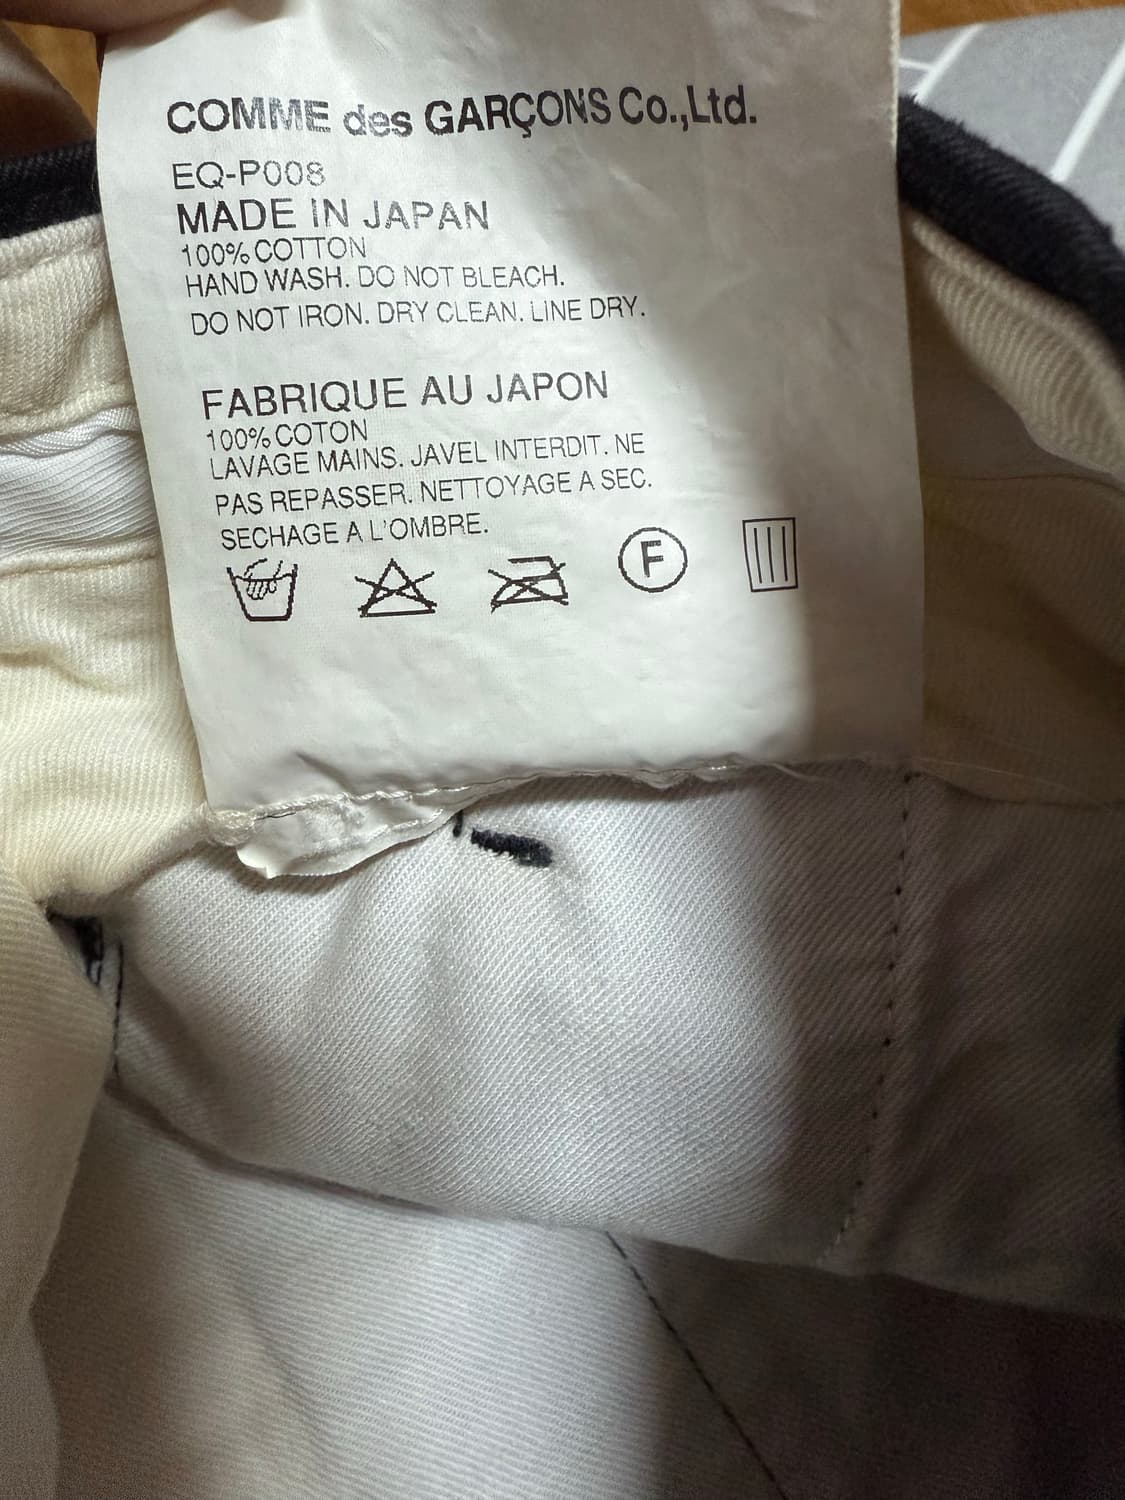 COMME des GARÇONS Co.,Ltd.
EQ-P008
MADE IN JAPAN
100% COTTON
HAND WASH. DO NOT BLEACH.
DO NOT IRON. DRY CLEAN. LINE DRY.
FABRIQUE AU JAPON
100% COTON
LAVAGE MAINS. JAVEL INTERDIT. NE
PAS REPASSER. NETTOYAGE A SEC.
SECHAGE A L'OMBRE.
F